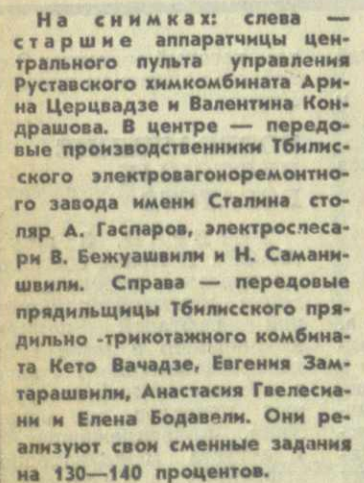 На снимках: слева —
старшие аппаратчицы цен-
трального пульта управления
Руставского химкомбината Ари-
на Церцвадзе и Валентина Кон-
драшова. В центре — передо-
вые производственники Тбилис-
ского электровагоноремонтно-
го завода имени Сталина сто-
ляр А. Гаспаров, электрослеса-
ри В. Бежуашвили и Н. Самани-
швили. Справа — передовые
прядильщицы Тбилисского пря-
дильно -трикотажного комбина-
та Кето Вачадзе, Евгения Зам-
тарашвили, Анастасия Гвелесиа-
ни и Елена Бодавели. Они ре-
ализуют свои сменные задания
на 130—140 процентов.